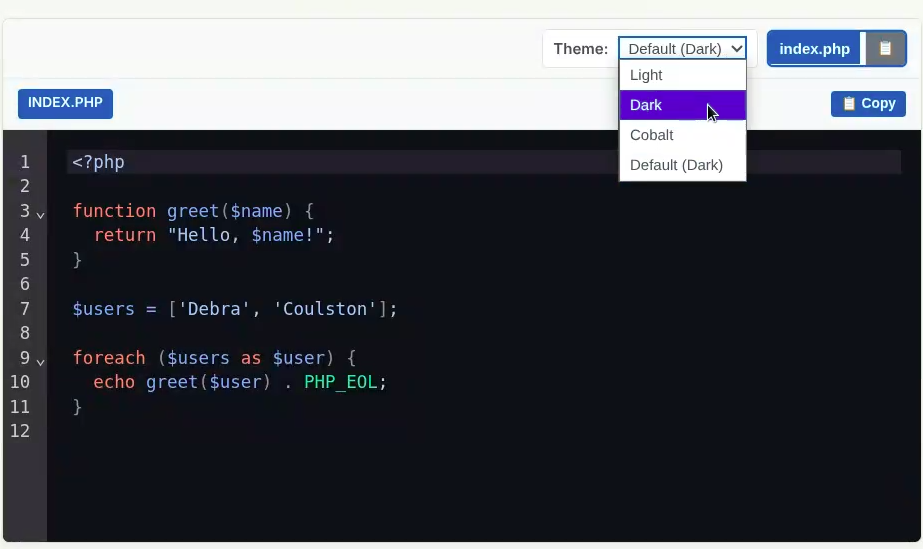 Theme: Default (Dark) index.php 📋
Light
INDEX.PHP Dark 📋 Copy
Cobalt
Default (Dark)
1 <?php
2
3 function greet($name) {
4   return "Hello, $name!";
5 }
6
7 $users = ['Debra', 'Coulston'];
8
9 foreach ($users as $user) {
10   echo greet($user) . PHP_EOL;
11 }
12